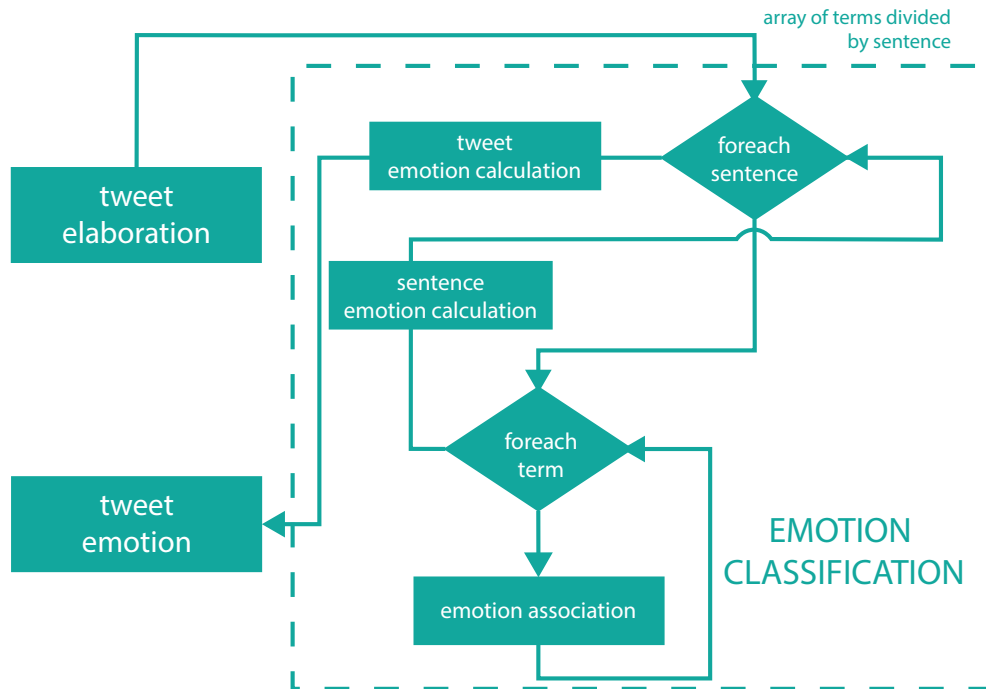 array of terms divided
by sentence
tweet
emotion calculation
foreach
sentence
tweet
elaboration
sentence
emotion calculation
foreach
term
tweet
emotion
EMOTION
CLASSIFICATION
emotion association